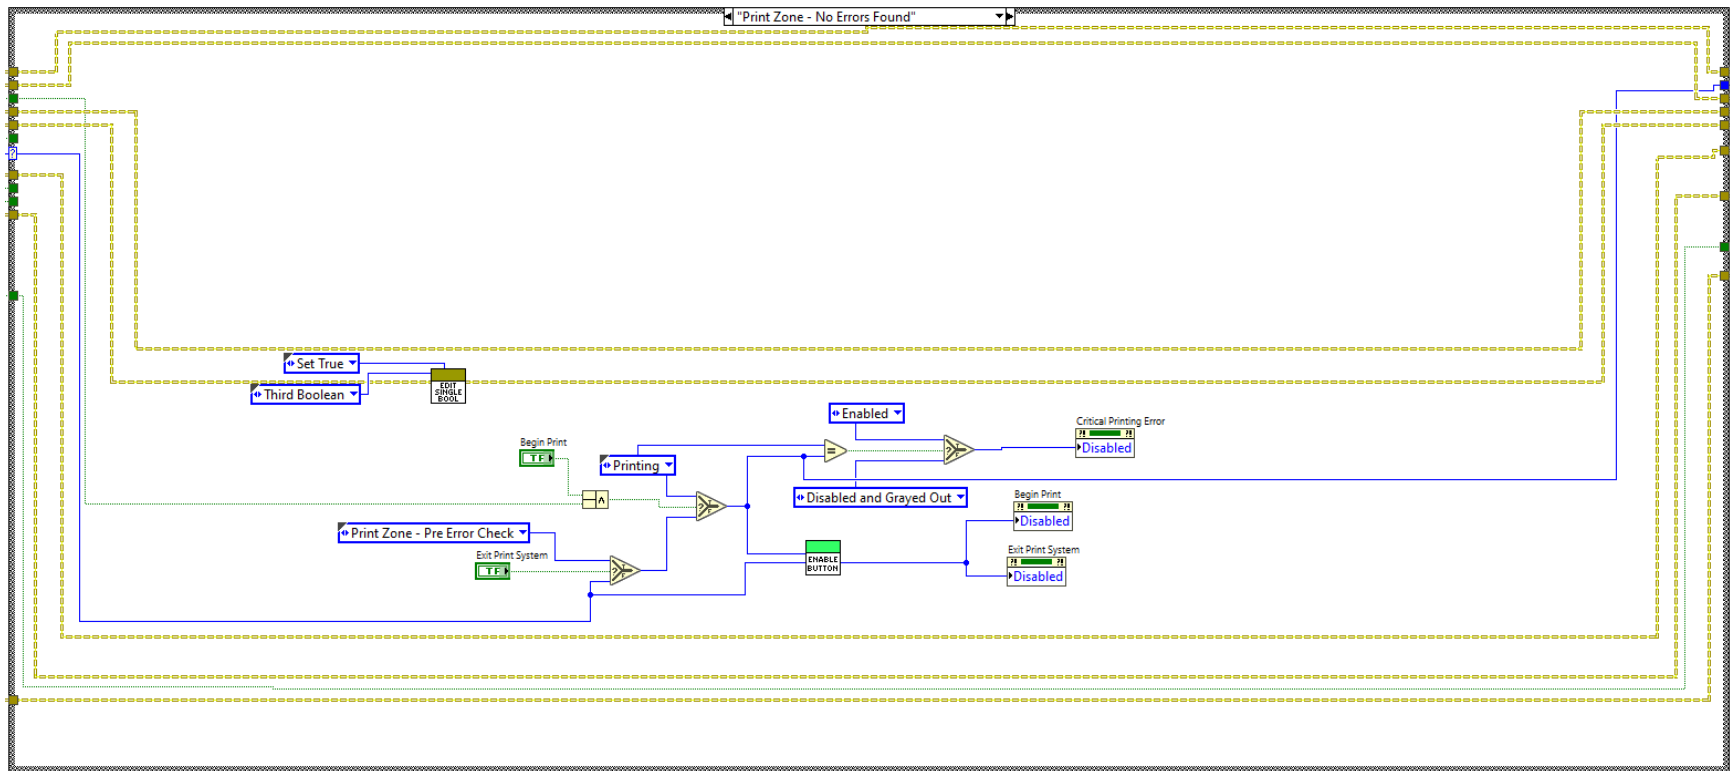 "Print Zone - No Errors Found"
?
Set True
EDIT
SINGLE
BOOL
Third Boolean
Enabled
Critical Printing Error
?! ?!
Disabled
Begin Print
TF
Printing
=
? T F
Disabled and Grayed Out
Begin Print
?! ?!
Disabled
∧
? T F
Print Zone - Pre Error Check
Exit Print System
TF
? T F
ENABLE
BUTTON
Exit Print System
?! ?!
Disabled